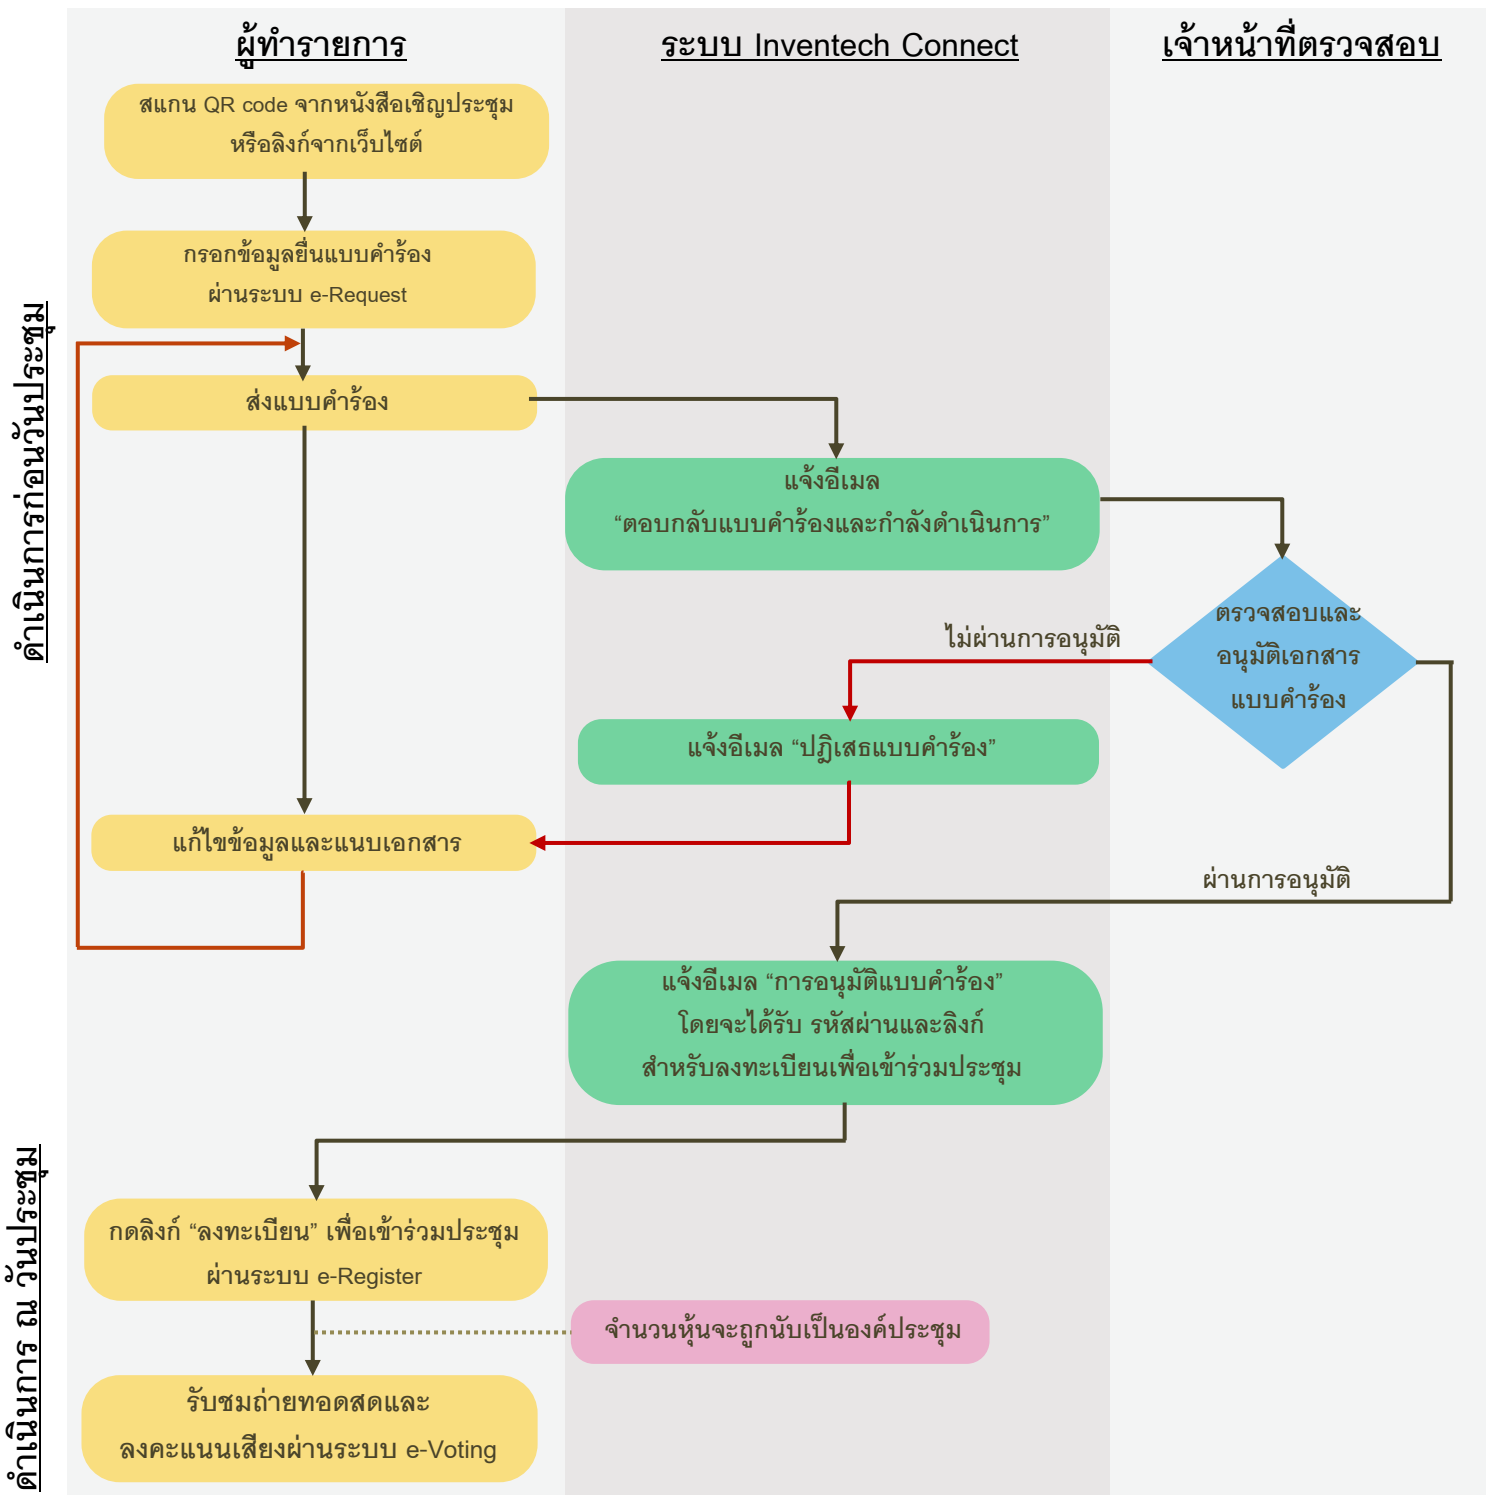 ผู้ทำรายการ
ระบบ Inventech Connect
เจ้าหน้าที่ตรวจสอบ
ดำเนินการก่อนวันประชุม
สแกน QR code จากหนังสือเชิญประชุม
หรือลิงก์จากเว็บไซต์
กรอกข้อมูลยื่นแบบคำร้อง
ผ่านระบบ e-Request
ส่งแบบคำร้อง
แจ้งอีเมล
“ตอบกลับแบบคำร้องและกำลังดำเนินการ”
ตรวจสอบและ
อนุมัติเอกสาร
แบบคำร้อง
ไม่ผ่านการอนุมัติ
แจ้งอีเมล “ปฎิเสธแบบคำร้อง”
แก้ไขข้อมูลและแนบเอกสาร
ผ่านการอนุมัติ
แจ้งอีเมล “การอนุมัติแบบคำร้อง”
โดยจะได้รับ รหัสผ่านและลิงก์
สำหรับลงทะเบียนเพื่อเข้าร่วมประชุม
ดำเนินการ ณ วันประชุม
กดลิงก์ “ลงทะเบียน” เพื่อเข้าร่วมประชุม
ผ่านระบบ e-Register
จำนวนหุ้นจะถูกนับเป็นองค์ประชุม
รับชมถ่ายทอดสดและ
ลงคะแนนเสียงผ่านระบบ e-Voting